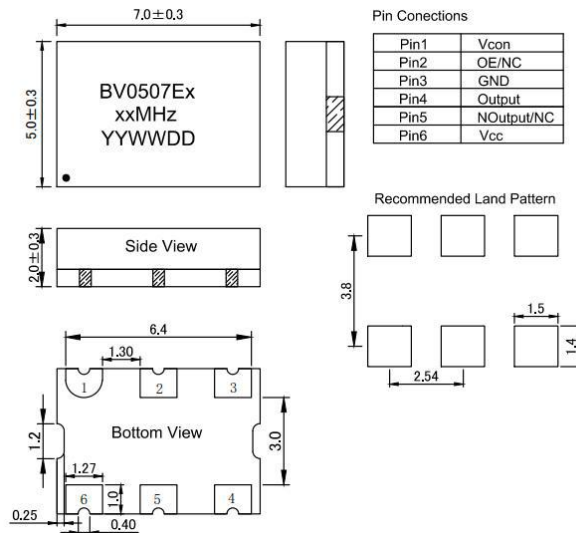 7.0±0.3
Pin Conections
5.0±0.3
BV0507Ex
xxMHz
YYWWDD
Pin1 Vcon
Pin2 OE/NC
Pin3 GND
Pin4 Output
Pin5 NOutput/NC
Pin6 Vcc
Recommended Land Pattern
2.0±0.3
Side View
3.8
1.5
1.4
2.54
6.4
1.30
1 2 3
1.2
Bottom View
3.0
1.27
1.0
6 5 4
0.25
0.40